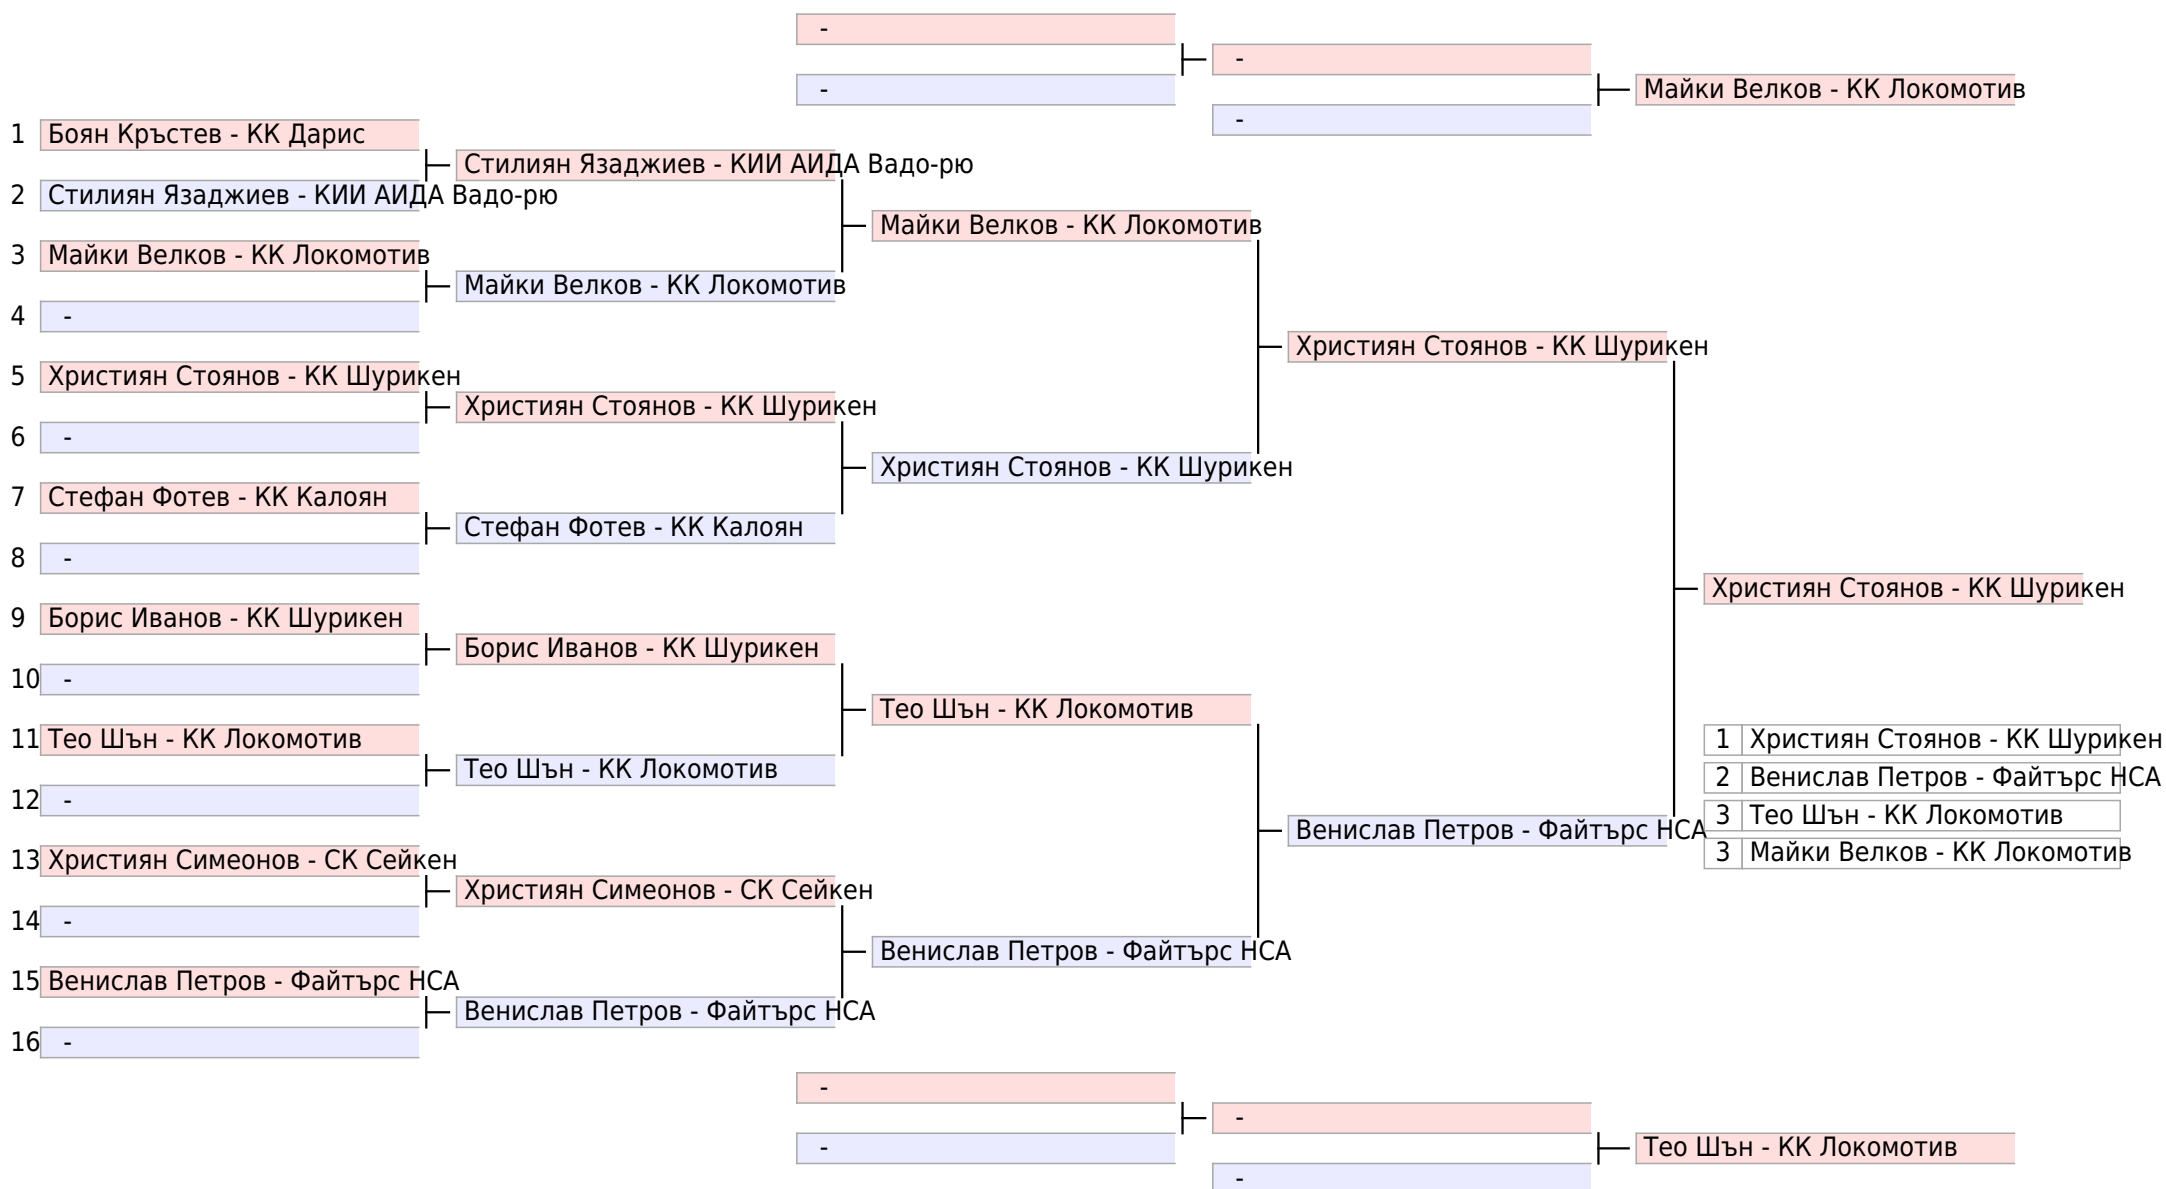 -
-
-
-
Майки Велков - КК Локомотив
1 Боян Кръстев - КК Дарис
2 Стилиян Язаджиев - КИИ АИДА Вадо-рю
3 Майки Велков - КК Локомотив
4 -
5 Християн Стоянов - КК Шурикен
6 -
7 Стефан Фотев - КК Калоян
8 -
9 Борис Иванов - КК Шурикен
10 -
11 Тео Шън - КК Локомотив
12 -
13 Християн Симеонов - СК Сейкен
14 -
15 Венислав Петров - Файтърс НСА
16 -
Стилиян Язаджиев - КИИ АИДА Вадо-рю
Майки Велков - КК Локомотив
Християн Стоянов - КК Шурикен
Стефан Фотев - КК Калоян
Борис Иванов - КК Шурикен
Тео Шън - КК Локомотив
Християн Симеонов - СК Сейкен
Венислав Петров - Файтърс НСА
Майки Велков - КК Локомотив
Християн Стоянов - КК Шурикен
Тео Шън - КК Локомотив
Венислав Петров - Файтърс НСА
Християн Стоянов - КК Шурикен
Венислав Петров - Файтърс НСА
Християн Стоянов - КК Шурикен
1 Християн Стоянов - КК Шурикен
2 Венислав Петров - Файтърс НСА
3 Тео Шън - КК Локомотив
3 Майки Велков - КК Локомотив
-
-
-
-
Тео Шън - КК Локомотив